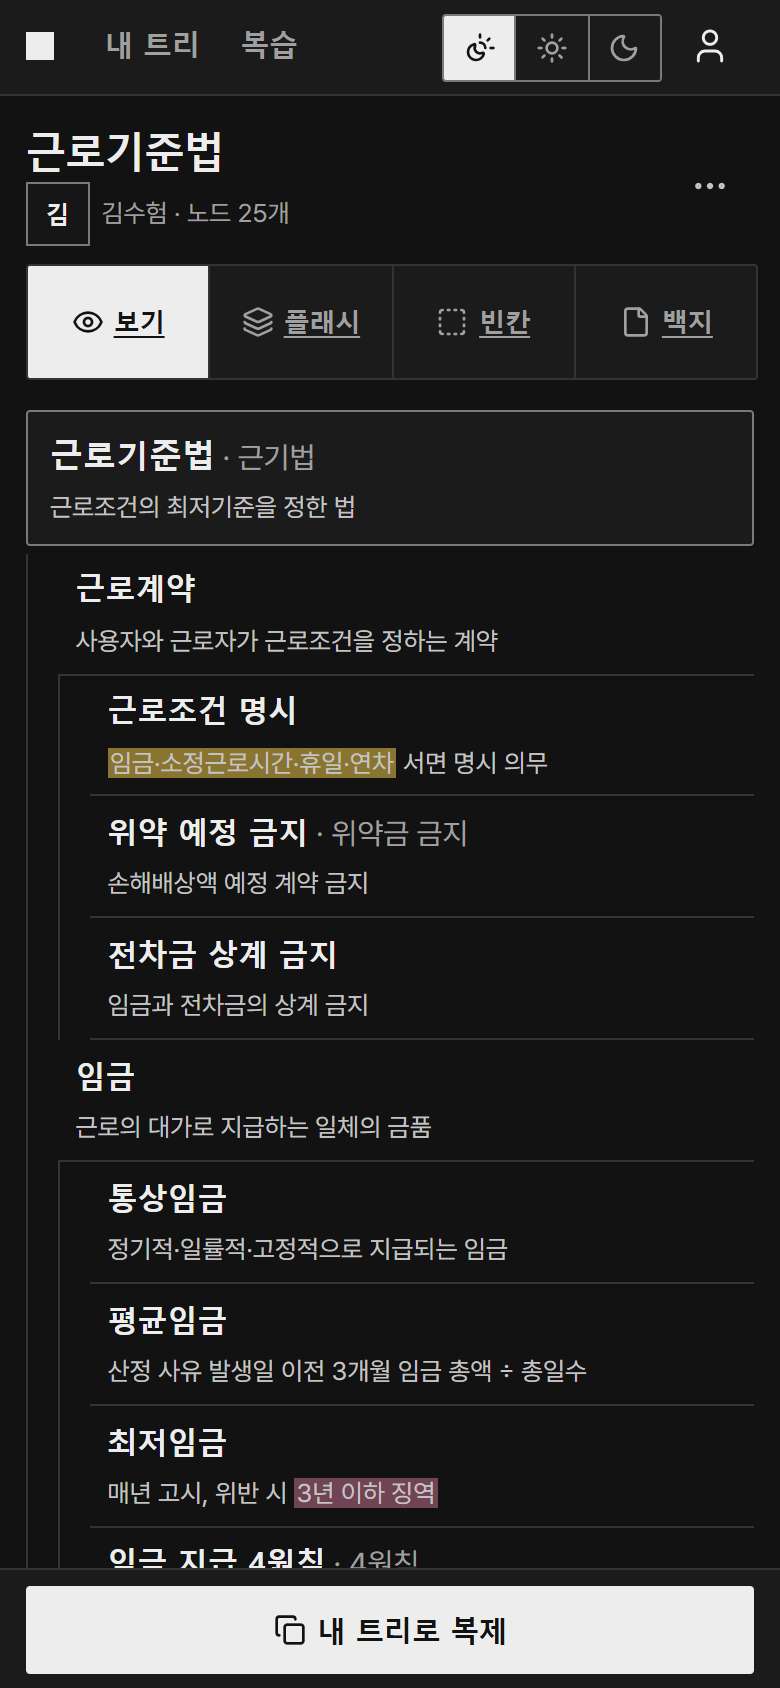 내 트리 복습
근로기준법
김 김수험 · 노드 25개
보기 플래시 빈칸 백지
근로기준법 · 근기법
근로조건의 최저기준을 정한 법
근로계약
사용자와 근로자가 근로조건을 정하는 계약
근로조건 명시
임금·소정근로시간·휴일·연차 서면 명시 의무
위약 예정 금지 · 위약금 금지
손해배상액 예정 계약 금지
전차금 상계 금지
임금과 전차금의 상계 금지
임금
근로의 대가로 지급하는 일체의 금품
통상임금
정기적·일률적·고정적으로 지급되는 임금
평균임금
산정 사유 발생일 이전 3개월 임금 총액 ÷ 총일수
최저임금
매년 고시, 위반 시 3년 이하 징역
임금 지급 4원칙 · 4원칙
내 트리로 복제